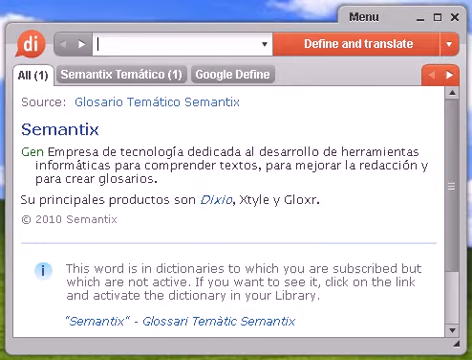 Menu
di
Define and translate
All (1)
Semantix Temático (1)
Google Define
Source: Glosario Temático Semantix
Semantix
Gen Empresa de tecnología dedicada al desarrollo de herramientas
informáticas para comprender textos, para mejorar la redacción y
para crear glosarios.
Su principales productos son Dixio, Xtyle y Gloxr.
© 2010 Semantix
i
This word is in dictionaries to which you are subscribed but
which are not active. If you want to see it, click on the link
and activate the dictionary in your Library.
"Semantix" - Glossari Temàtic Semantix